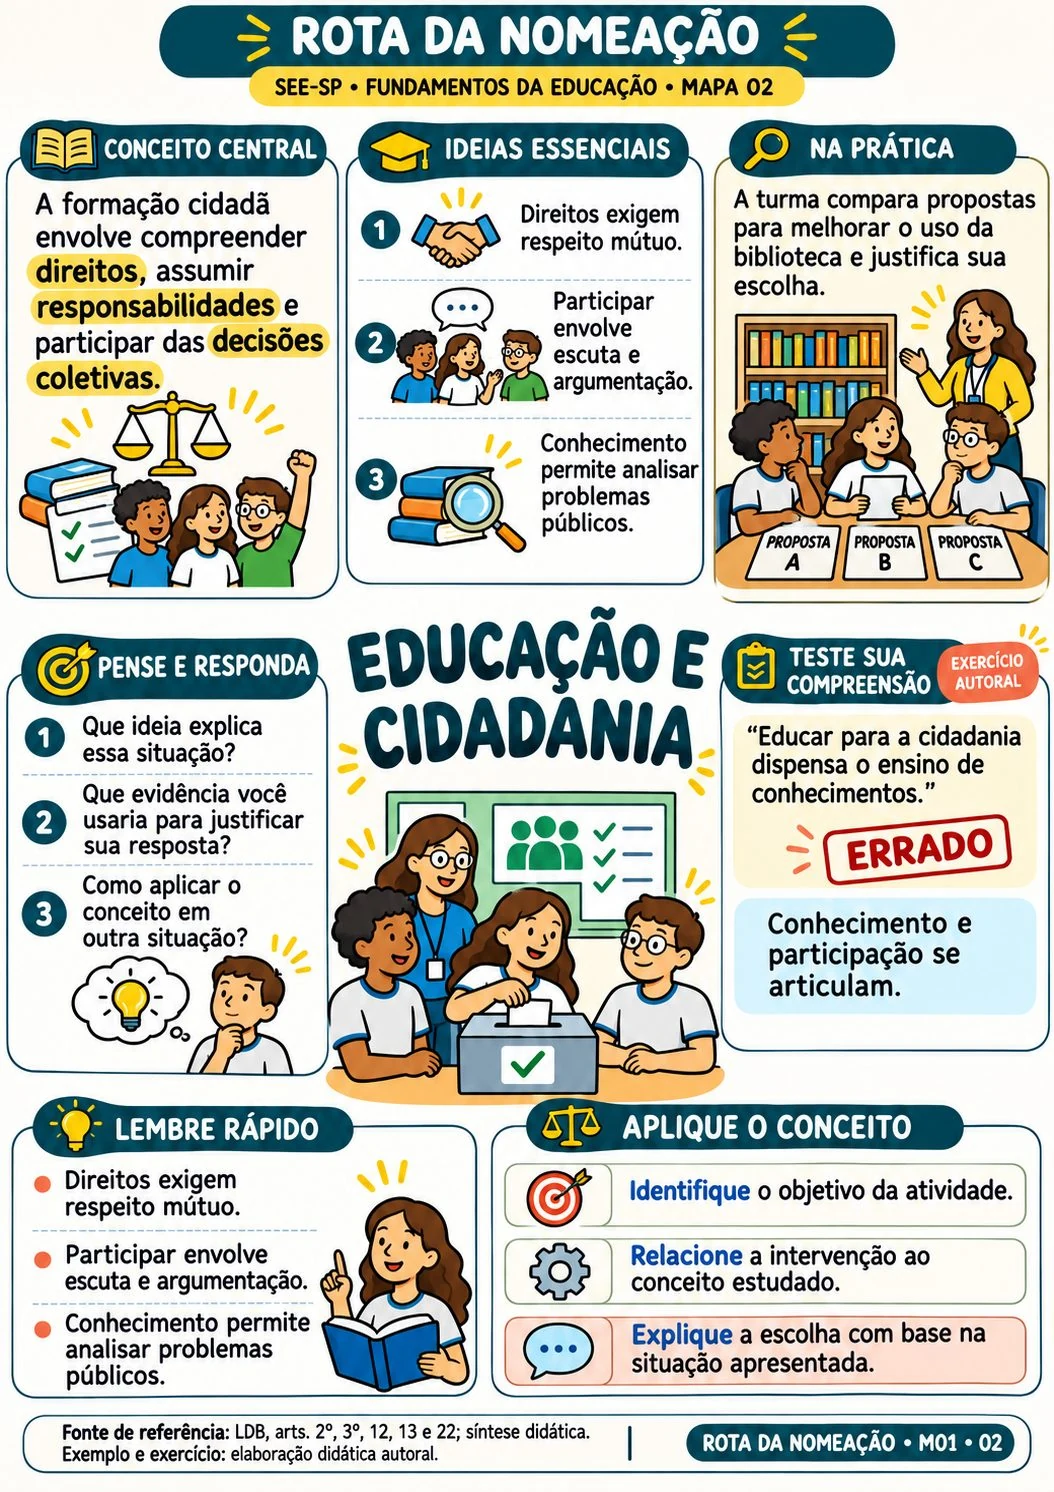 ROTA DA NOMEAÇÃO
SEE-SP • FUNDAMENTOS DA EDUCAÇÃO • MAPA 02
CONCEITO CENTRAL
A formação cidadã
envolve compreender
direitos, assumir
responsabilidades e
participar das decisões
coletivas.
IDEIAS ESSENCIAIS
1
Direitos exigem
respeito mútuo.
2
Participar
envolve
escuta e
argumentação.
3
Conhecimento
permite analisar
problemas
públicos.
NA PRÁTICA
A turma compara propostas
para melhorar o uso da
biblioteca e justifica sua
escolha.
PROPOSTA
A
PROPOSTA
B
PROPOSTA
C
PENSE E RESPONDA
1
Que ideia explica
essa situação?
2
Que evidência você
usaria para justificar
sua resposta?
3
Como aplicar o
conceito em
outra situação?
EDUCAÇÃO E
CIDADANIA
TESTE SUA
COMPREENSÃO
EXERCÍCIO
AUTORAL
“Educar para a cidadania
dispensa o ensino de
conhecimentos.”
ERRADO
Conhecimento e
participação se
articulam.
LEMBRE RÁPIDO
Direitos exigem
respeito mútuo.
Participar envolve
escuta e argumentação.
Conhecimento permite
analisar problemas
públicos.
APLIQUE O CONCEITO
Identifique o objetivo da atividade.
Relacione a intervenção ao
conceito estudado.
Explique a escolha com base na
situação apresentada.
Fonte de referência: LDB, arts. 2º, 3º, 12, 13 e 22; síntese didática.
Exemplo e exercício: elaboração didática autoral.
ROTA DA NOMEAÇÃO • M01 • 02